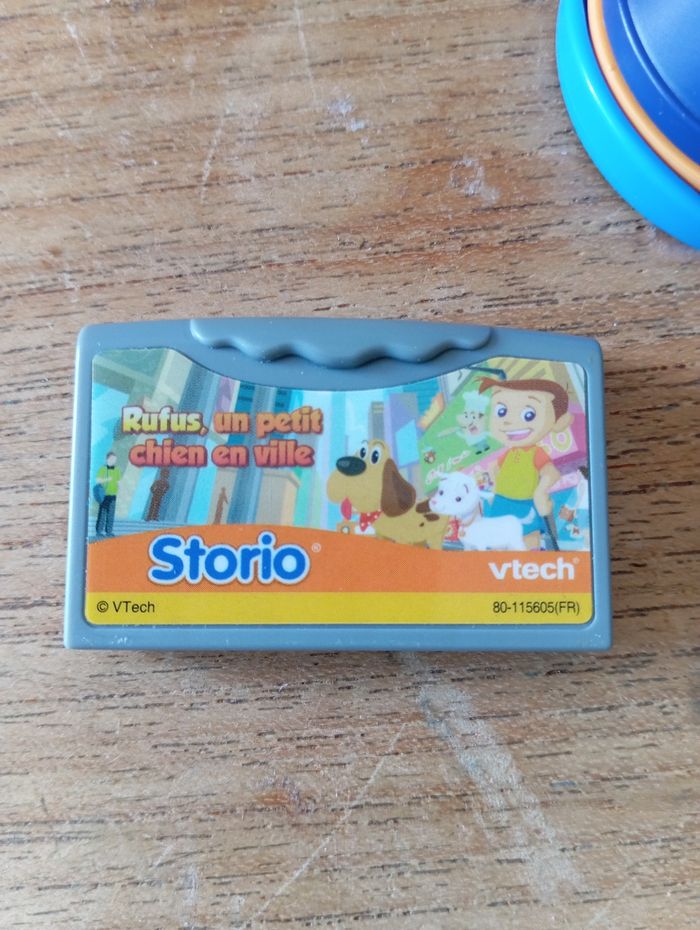 Rufus, un petit
chien en ville
Storio®
vtech®
© VTech
80-115605(FR)